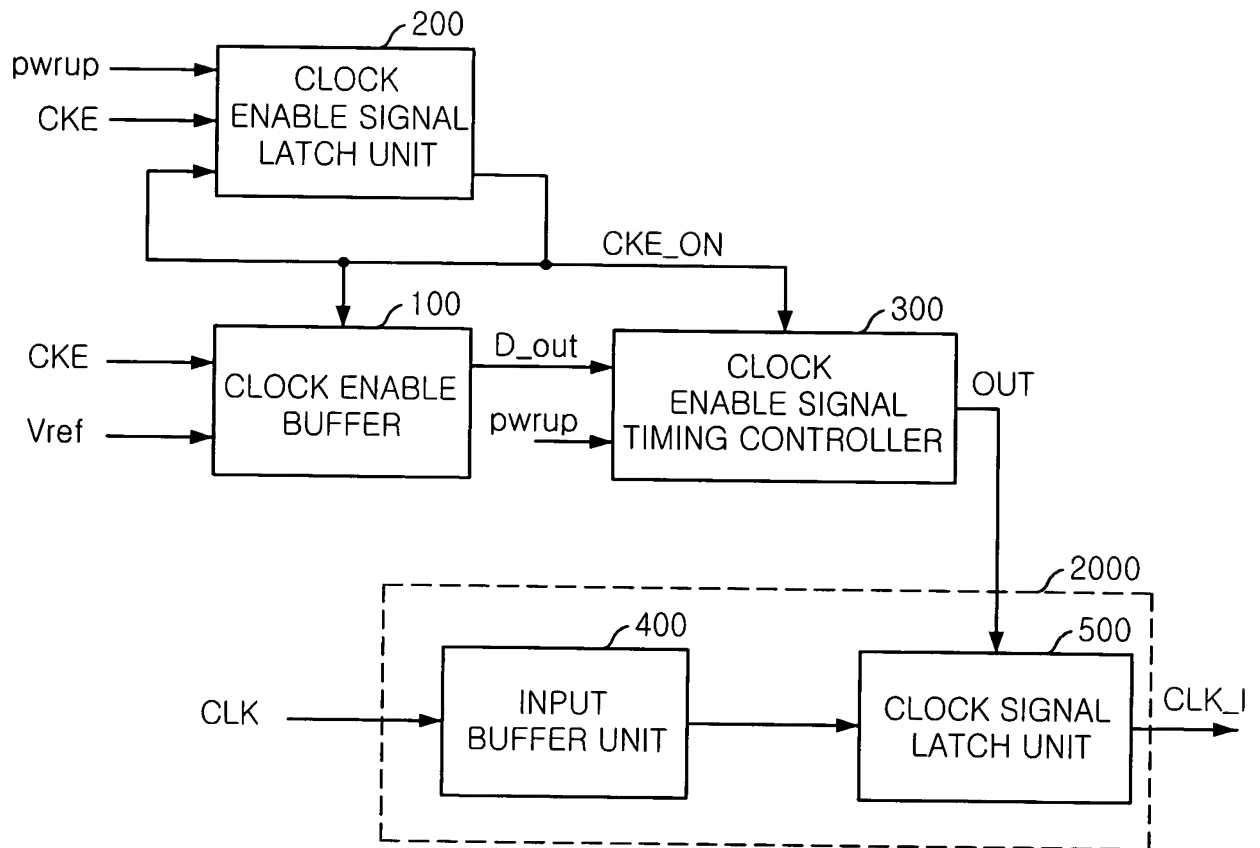 200
pwrup
CKE
CLOCK
ENABLE SIGNAL
LATCH UNIT
CKE_ON
100
300
CKE
Vref
CLOCK ENABLE
BUFFER
D_out
pwrup
CLOCK
ENABLE SIGNAL
TIMING CONTROLLER
OUT
2000
400
500
CLK
INPUT
BUFFER UNIT
CLOCK SIGNAL
LATCH UNIT
CLK_I